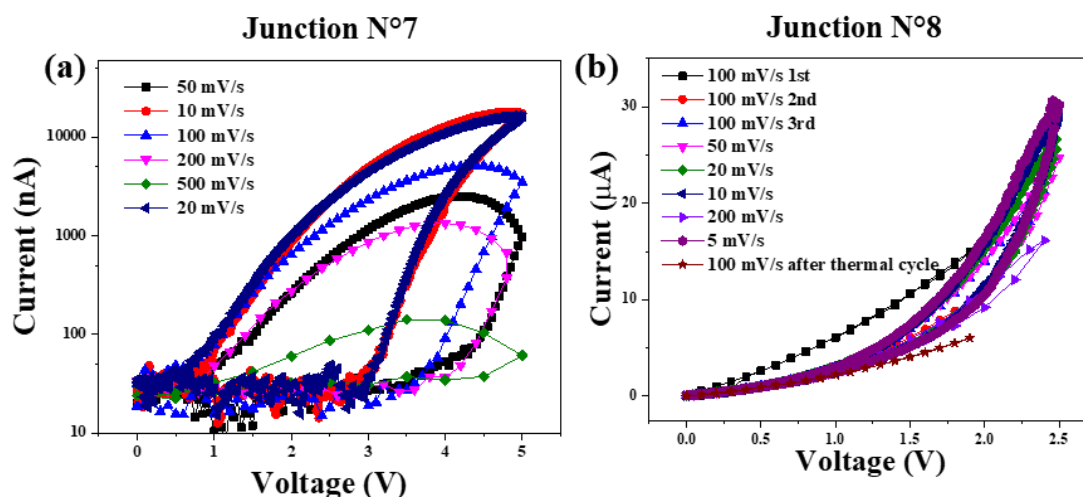 Junction N°7
(a)
50 mV/s
10 mV/s
100 mV/s
200 mV/s
500 mV/s
20 mV/s
10000
1000
100
10
0
1
2
3
4
5
Current (nA)
Voltage (V)
Junction N°8
(b)
100 mV/s 1st
100 mV/s 2nd
100 mV/s 3rd
50 mV/s
20 mV/s
10 mV/s
200 mV/s
5 mV/s
100 mV/s after thermal cycle
30
20
10
0
0.0
0.5
1.0
1.5
2.0
2.5
Current (µA)
Voltage (V)